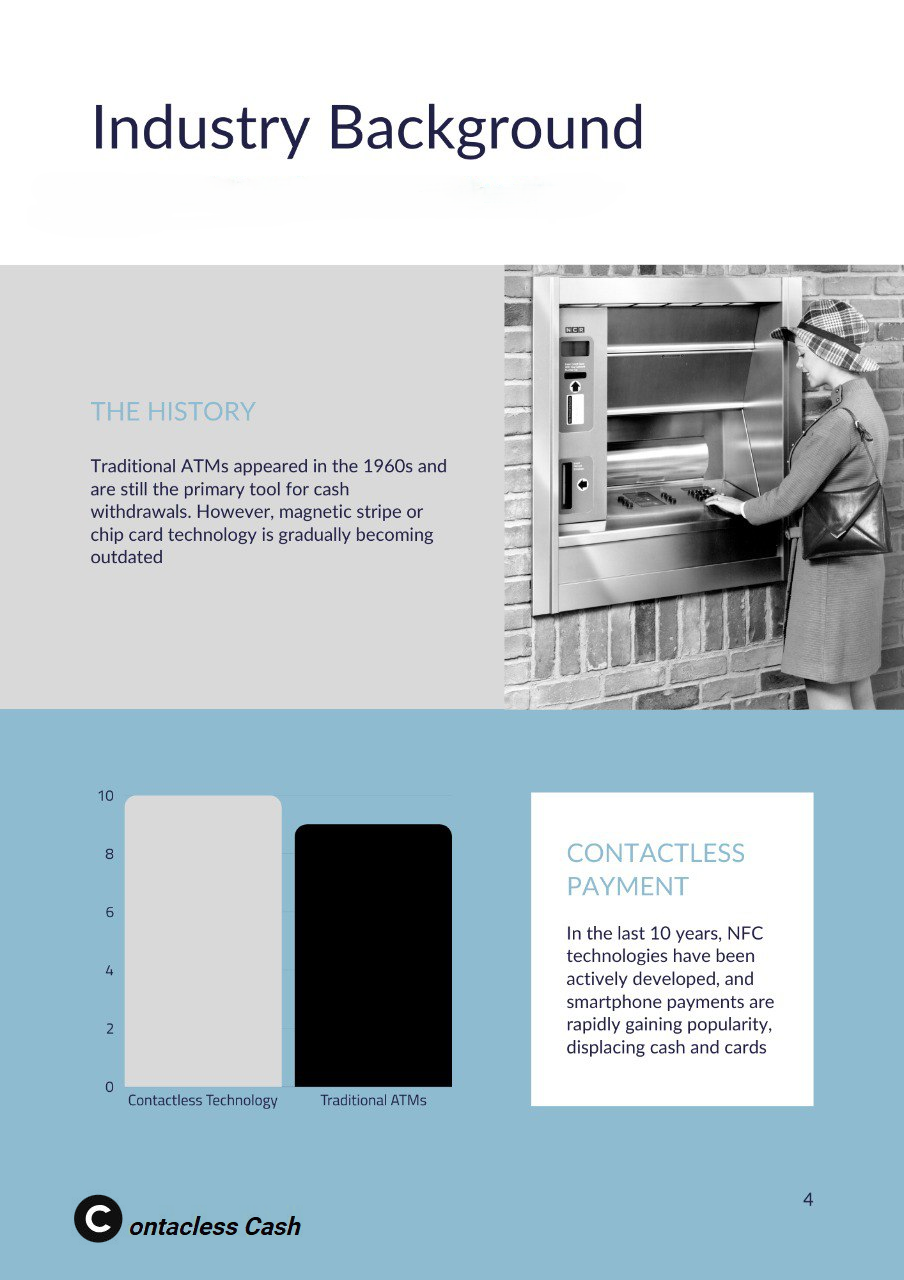 Industry Background
THE HISTORY
Traditional ATMs appeared in the 1960s and
are still the primary tool for cash
withdrawals. However, magnetic stripe or
chip card technology is gradually becoming
outdated
NCR
10
8
6
4
2
0
Contactless Technology
Traditional ATMs
CONTACTLESS
PAYMENT
In the last 10 years, NFC
technologies have been
actively developed, and
smartphone payments are
rapidly gaining popularity,
displacing cash and cards
4
C ontacless Cash